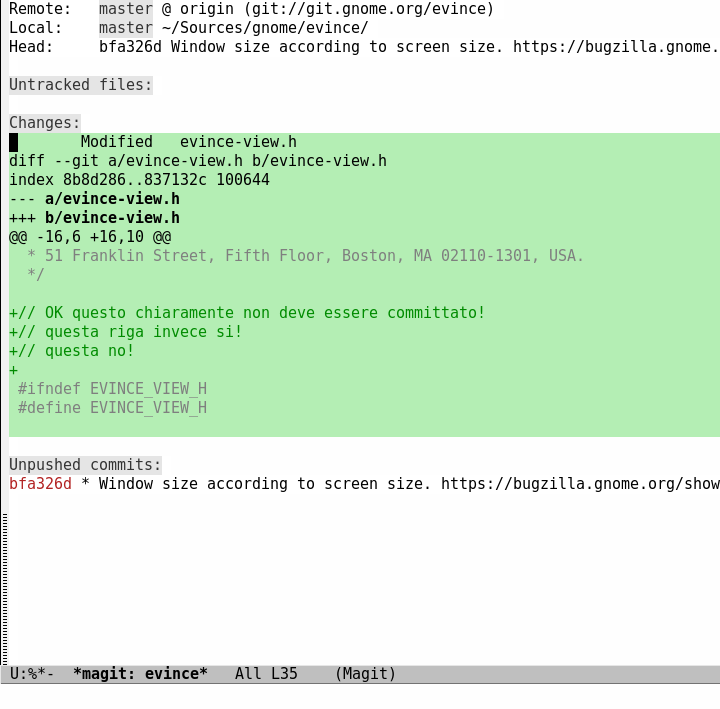 Remote:   master @ origin (git://git.gnome.org/evince)
Local:    master ~/Sources/gnome/evince/
Head:     bfa326d Window size according to screen size. https://bugzilla.gnome.
Untracked files:
Changes:
        Modified   evince-view.h
diff --git a/evince-view.h b/evince-view.h
index 8b8d286..837132c 100644
--- a/evince-view.h
+++ b/evince-view.h
@@ -16,6 +16,10 @@
  * 51 Franklin Street, Fifth Floor, Boston, MA 02110-1301, USA.
  */
+// OK questo chiaramente non deve essere committato!
+// questa riga invece si!
+// questa no!
+
 #ifndef EVINCE_VIEW_H
 #define EVINCE_VIEW_H
Unpushed commits:
bfa326d * Window size according to screen size. https://bugzilla.gnome.org/show
U:%*-  *magit: evince*   All L35    (Magit)